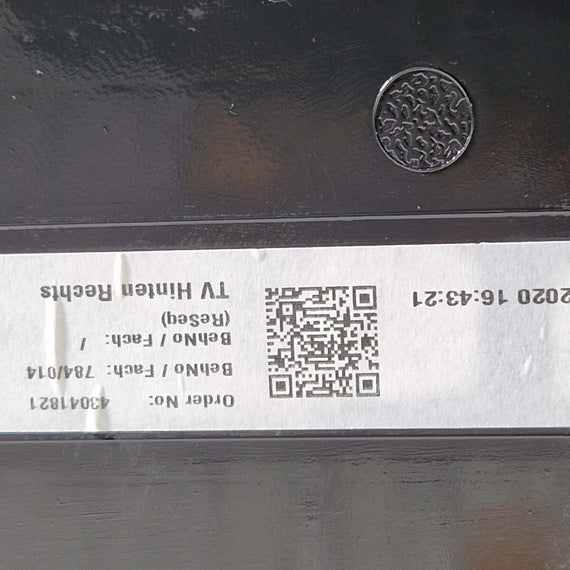 Order No: 43041821
BehNo / Fach: 784/014
BehNo / Fach: /
(ReSeq)
TV Hinten Rechts
2020 16:43:21